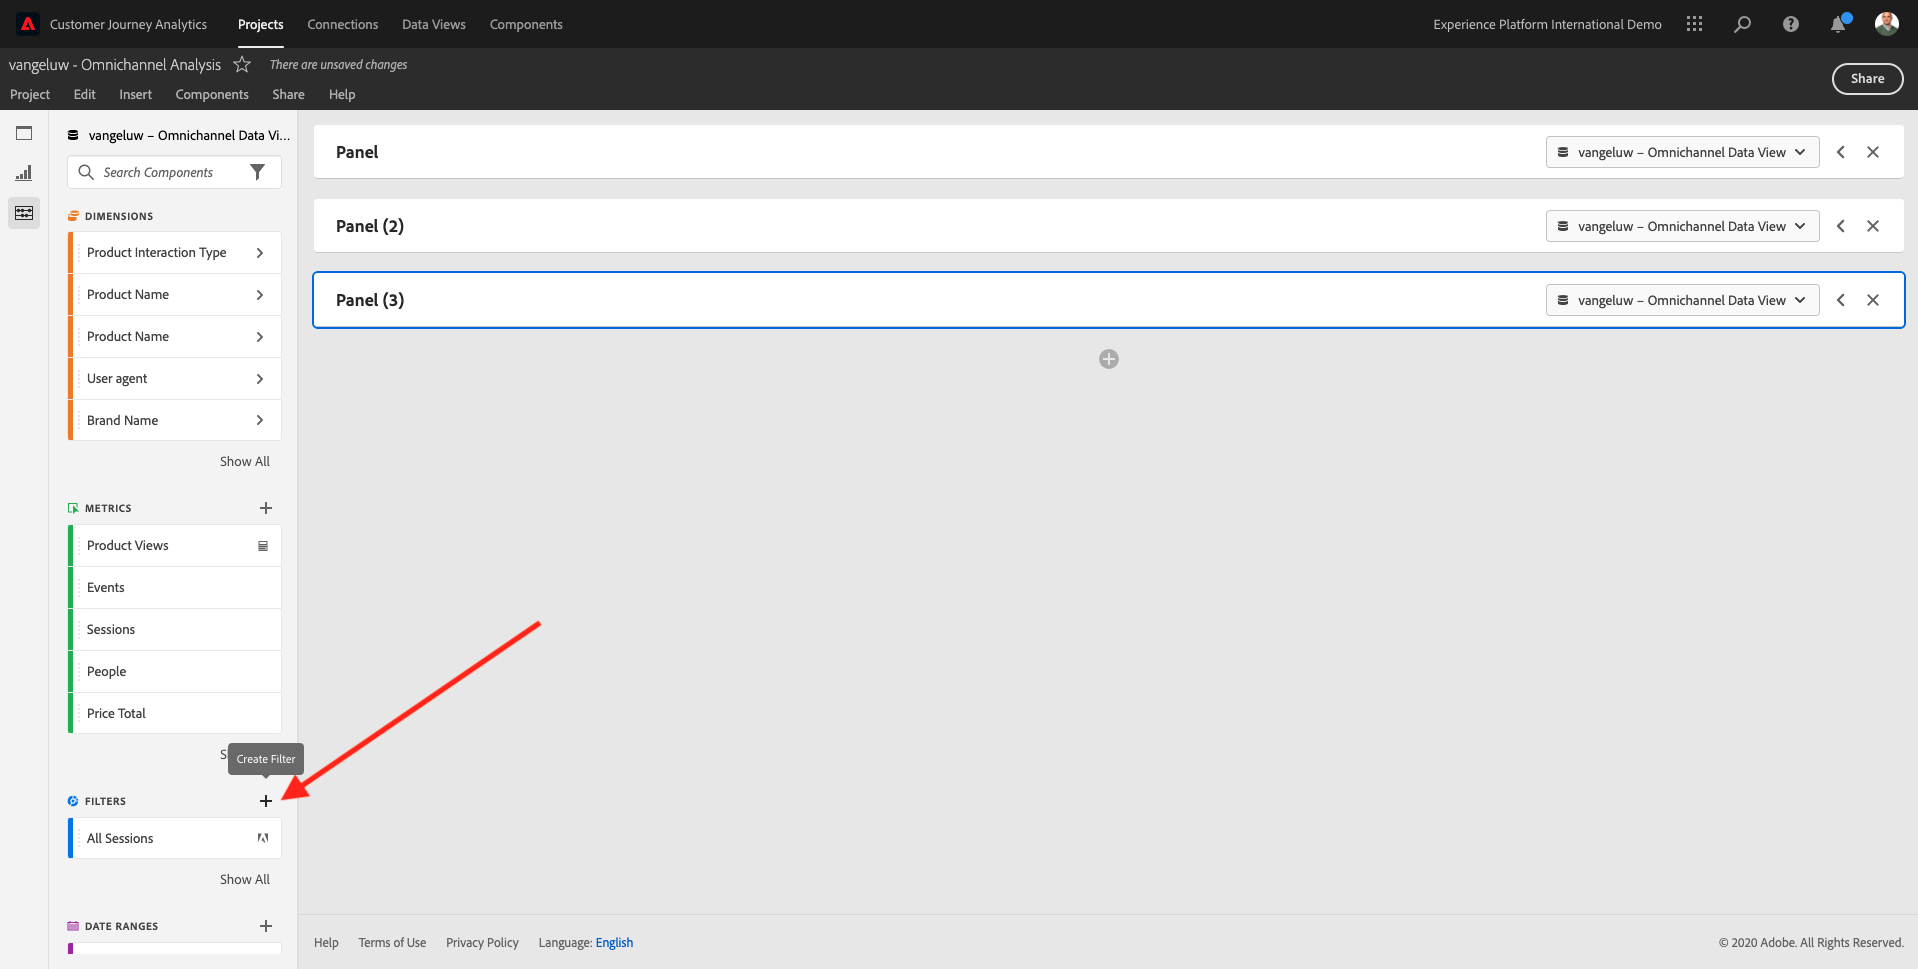 Customer Journey Analytics Projects Connections Data Views Components Experience Platform International Demo
vangeluw - Omnichannel Analysis There are unsaved changes
Share
Project Edit Insert Components Share Help
vangeluw – Omnichannel Data Vi...
Search Components
DIMENSIONS
Product Interaction Type
Product Name
Product Name
User agent
Brand Name
Show All
METRICS
Product Views
Events
Sessions
People
Price Total
S
Create Filter
FILTERS
All Sessions
Show All
DATE RANGES
Panel vangeluw – Omnichannel Data View
Panel (2) vangeluw – Omnichannel Data View
Panel (3) vangeluw – Omnichannel Data View
Help Terms of Use Privacy Policy Language: English © 2020 Adobe. All Rights Reserved.